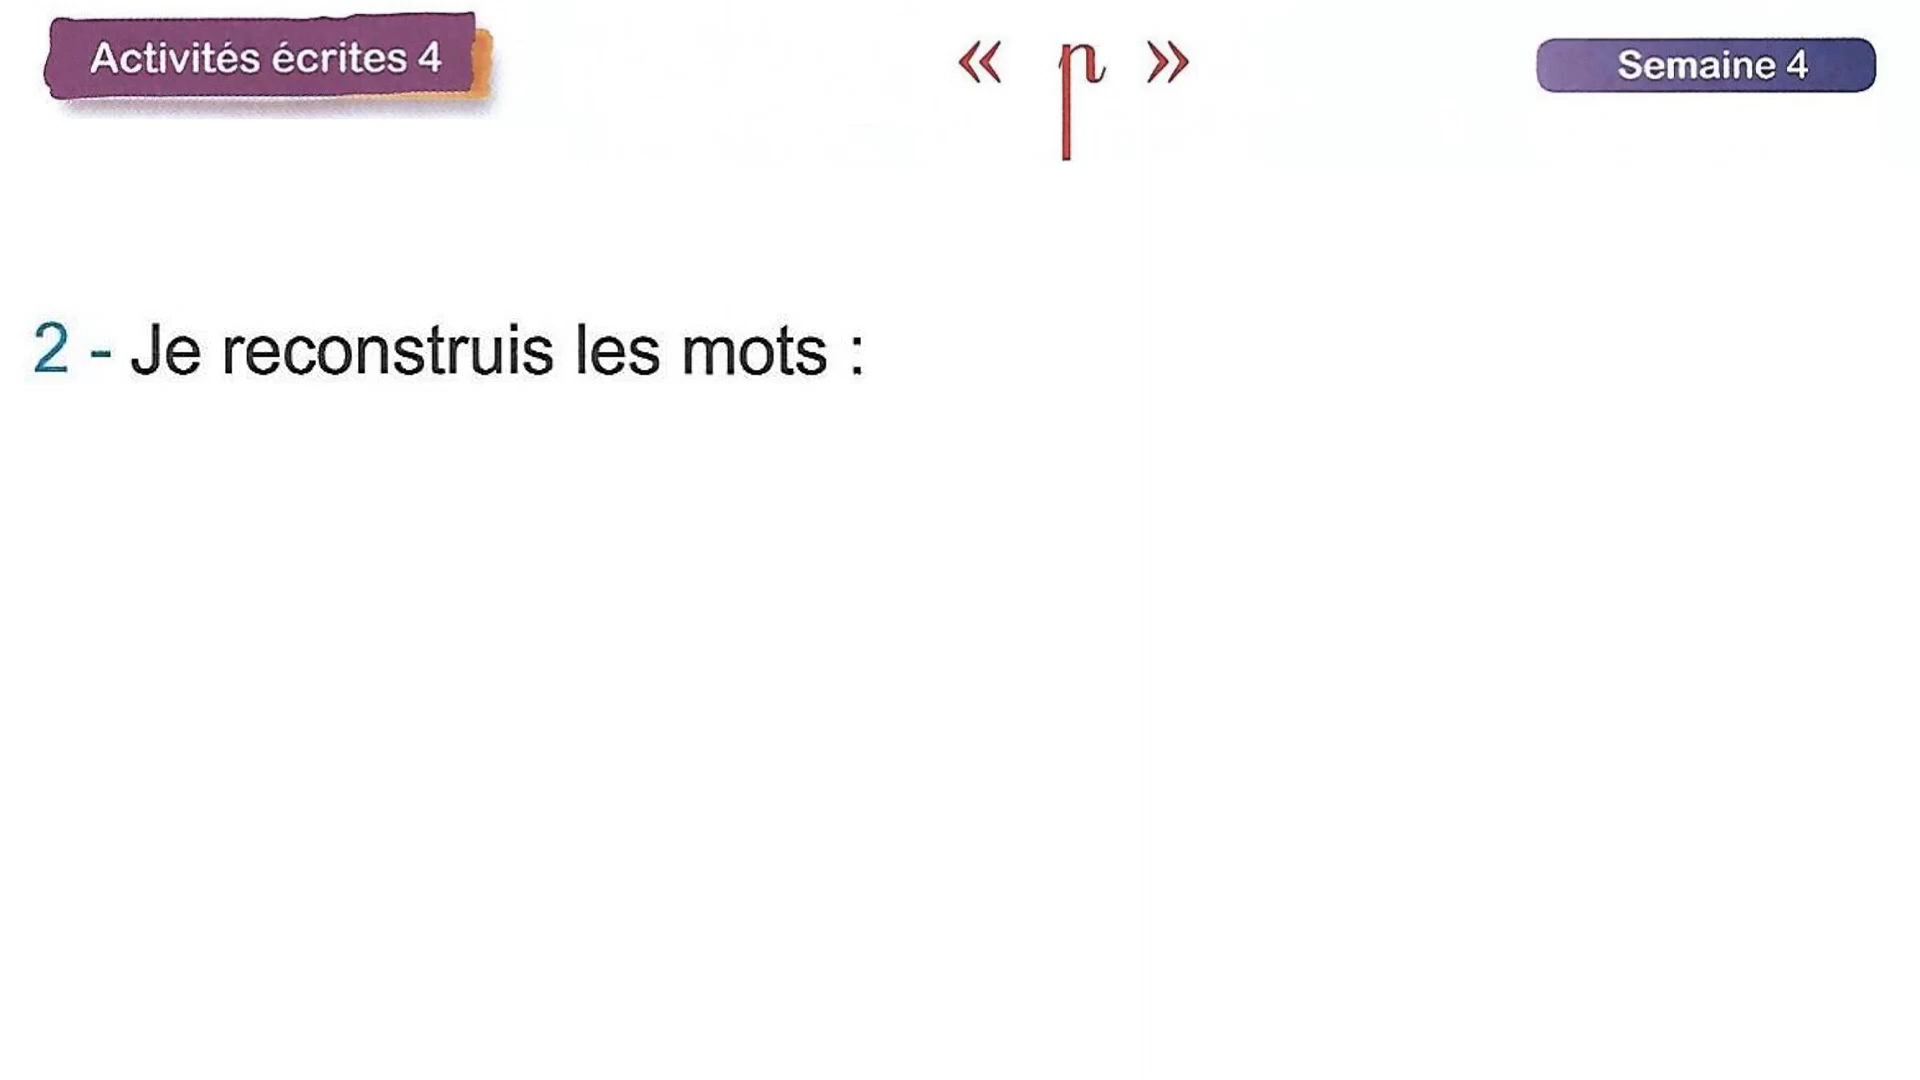 Activités écrites 4
« p »
Semaine 4
2 - Je reconstruis les mots :